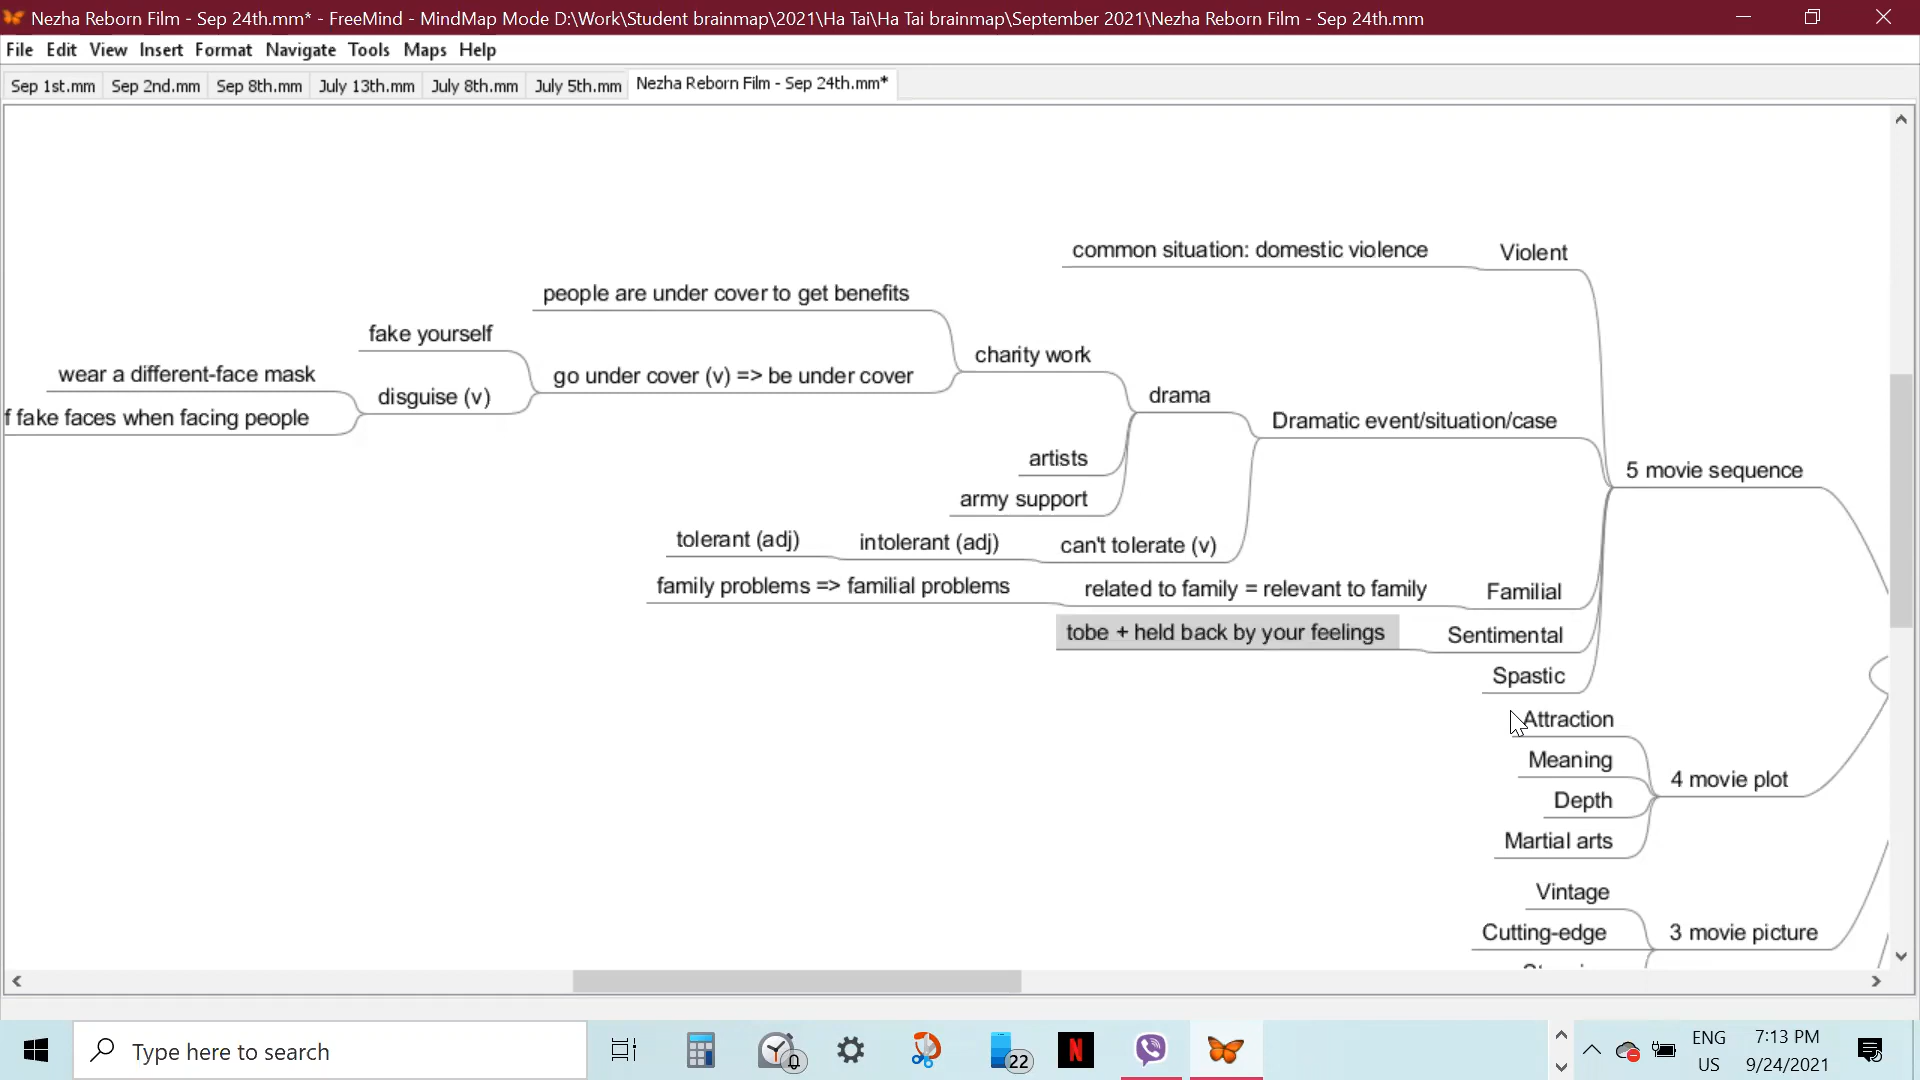 Nezha Reborn Film - Sep 24th.mm* - FreeMind - MindMap Mode D:\Work\Student brainmap\2021\Ha Tai\Ha Tai brainmap\September 2021\Nezha Reborn Film - Sep 24th.mm
File Edit View Insert Format Navigate Tools Maps Help
Sep 1st.mm Sep 2nd.mm Sep 8th.mm July 13th.mm July 8th.mm July 5th.mm Nezha Reborn Film - Sep 24th.mm*
common situation: domestic violence Violent
people are under cover to get benefits
fake yourself
charity work
wear a different-face mask
go under cover (v) => be under cover
disguise (v)
drama
f fake faces when facing people
Dramatic event/situation/case
artists
5 movie sequence
army support
tolerant (adj) intolerant (adj) can't tolerate (v)
family problems => familial problems related to family = relevant to family Familial
tobe + held back by your feelings Sentimental
Spastic
Attraction
Meaning
4 movie plot
Depth
Martial arts
Vintage
Cutting-edge 3 movie picture
Type here to search
22
N
ENG
US
7:13 PM
9/24/2021